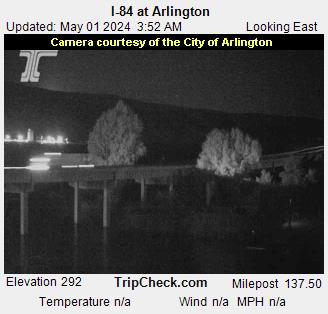 I-84 at Arlington
Updated: May 01 2024 3:52 AM Looking East
Camera courtesy of the City of Arlington
Elevation 292 TripCheck.com Milepost 137.50
Temperature n/a Wind n/a MPH n/a